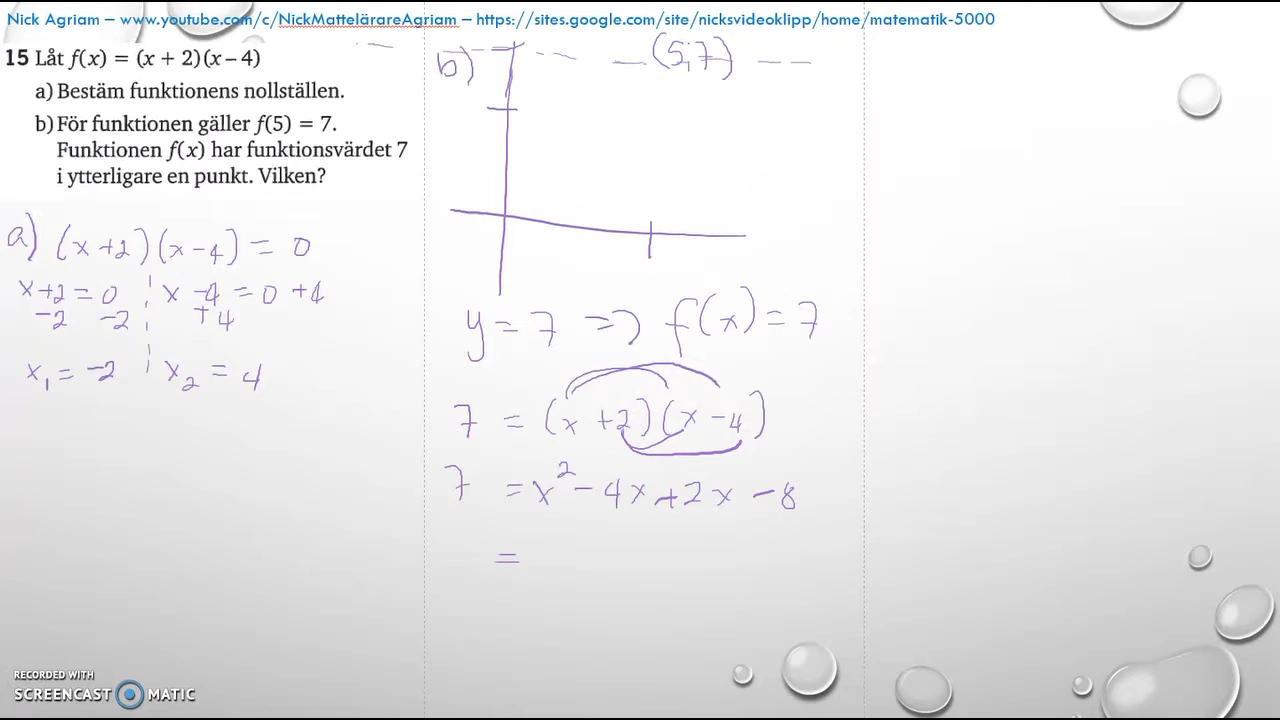 Nick Agriam – www.youtube.com/c/NickMattelärareAgriam – https://sites.google.com/site/nicksvideoklipp/home/matematik-5000
15 Låt f(x) = (x + 2)(x – 4)
a) Bestäm funktionens nollställen.
b) För funktionen gäller f(5) = 7.
Funktionen f(x) har funktionsvärdet 7
i ytterligare en punkt. Vilken?
a) (x+2)(x-4) = 0
x+2 = 0 x -4 = 0 +4
-2 -2 +4
x₁ = -2 x₂ = 4
b) (5;7)
y = 7 => f(x) = 7
7 = (x +2)(x -4)
7 = x² - 4x + 2x - 8
=
RECORDED WITH
SCREENCAST MATIC